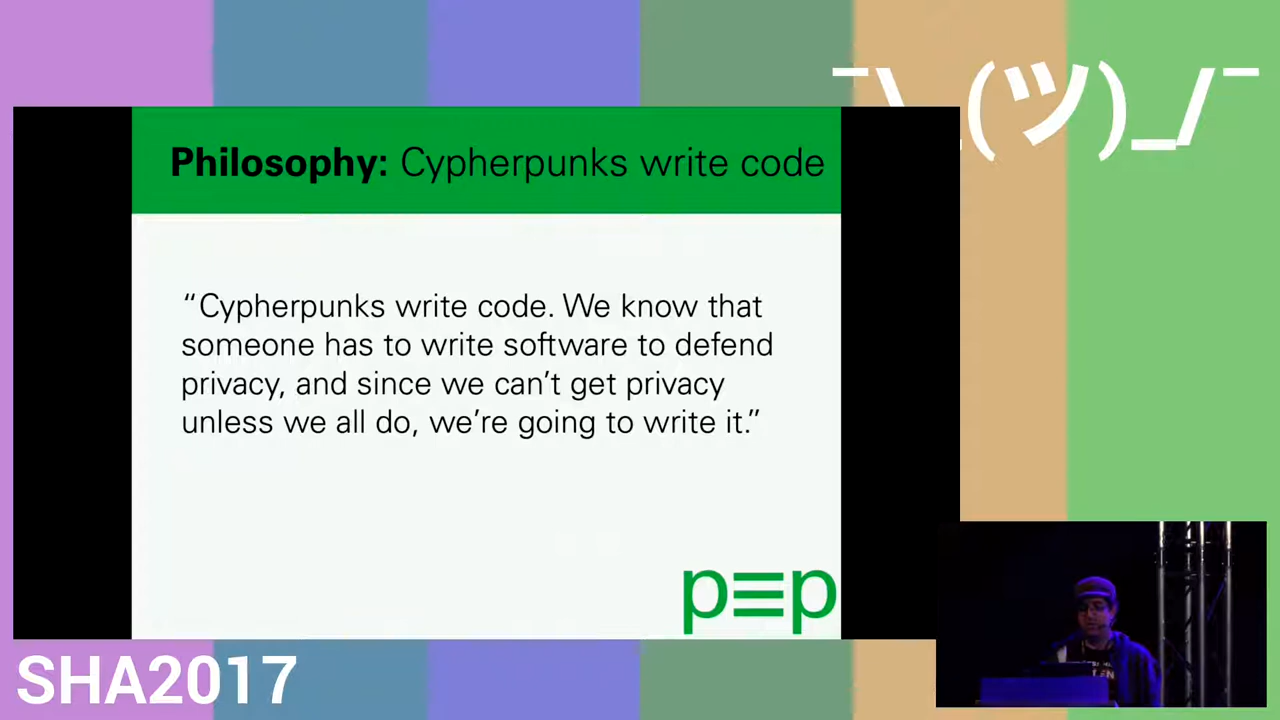 ¯\_(ツ)_/¯
Philosophy: Cypherpunks write code
“Cypherpunks write code. We know that
someone has to write software to defend
privacy, and since we can’t get privacy
unless we all do, we’re going to write it.”
p≡p
SHA2017